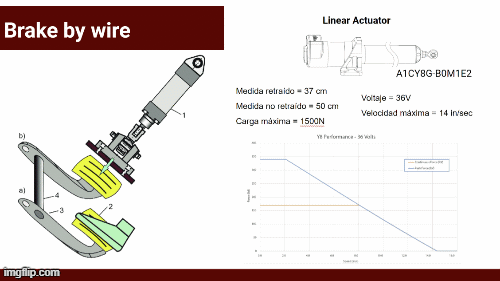 Brake by wire
Linear Actuator
A1CY8G-B0M1E2
Medida retraído = 37 cm
Medida no retraído = 50 cm
Carga máxima = 1500N
Voltaje = 36V
Velocidad máxima = 14 in/sec
Y8 Performance - 36 Volts
1
b)
a)
4
3
2
imgflip.com